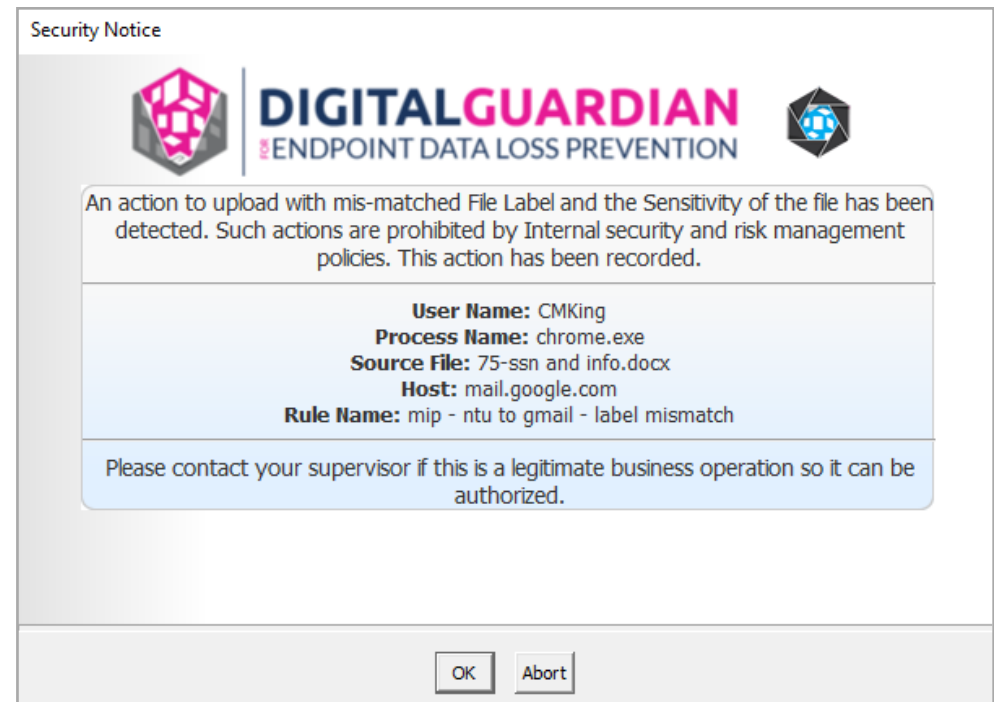 Security Notice
DIGITALGUARDIAN
FOR ENDPOINT DATA LOSS PREVENTION
An action to upload with mis-matched File Label and the Sensitivity of the file has been
detected. Such actions are prohibited by Internal security and risk management
policies. This action has been recorded.
User Name: CMKing
Process Name: chrome.exe
Source File: 75-ssn and info.docx
Host: mail.google.com
Rule Name: mip - ntu to gmail - label mismatch
Please contact your supervisor if this is a legitimate business operation so it can be
authorized.
OK Abort